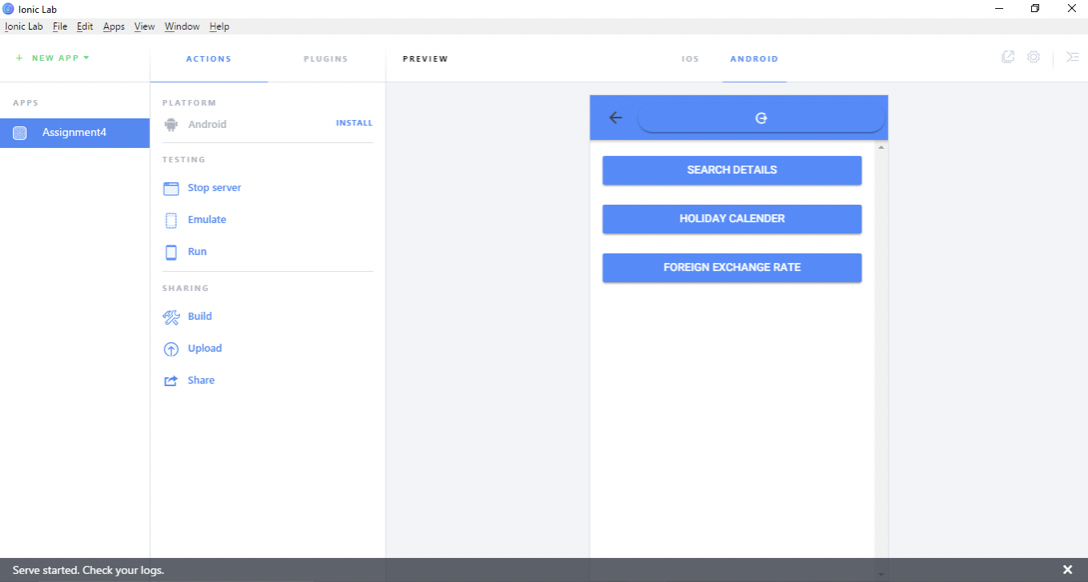 Ionic Lab
Ionic Lab File Edit Apps View Window Help
+ NEW APP
ACTIONS
PLUGINS
PREVIEW
IOS
ANDROID
APPS
Assignment4
PLATFORM
Android
INSTALL
TESTING
Stop server
Emulate
Run
SHARING
Build
Upload
Share
SEARCH DETAILS
HOLIDAY CALENDER
FOREIGN EXCHANGE RATE
Serve started. Check your logs.